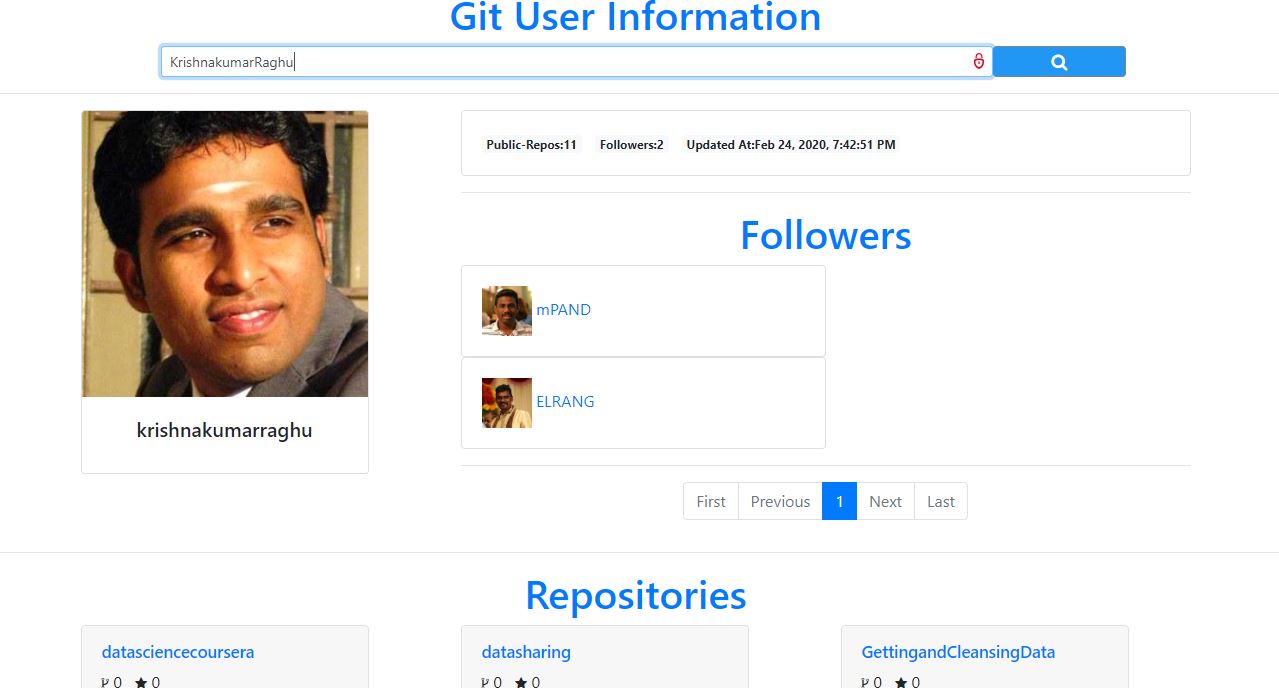 Git User Information
KrishnakumarRaghu
Public-Repos:11 Followers:2 Updated At:Feb 24, 2020, 7:42:51 PM
krishnakumarraghu
Followers
mPAND
ELRANG
First Previous 1 Next Last
Repositories
datasciencecoursera
0 0
datasharing
0 0
GettingandCleansingData
0 0